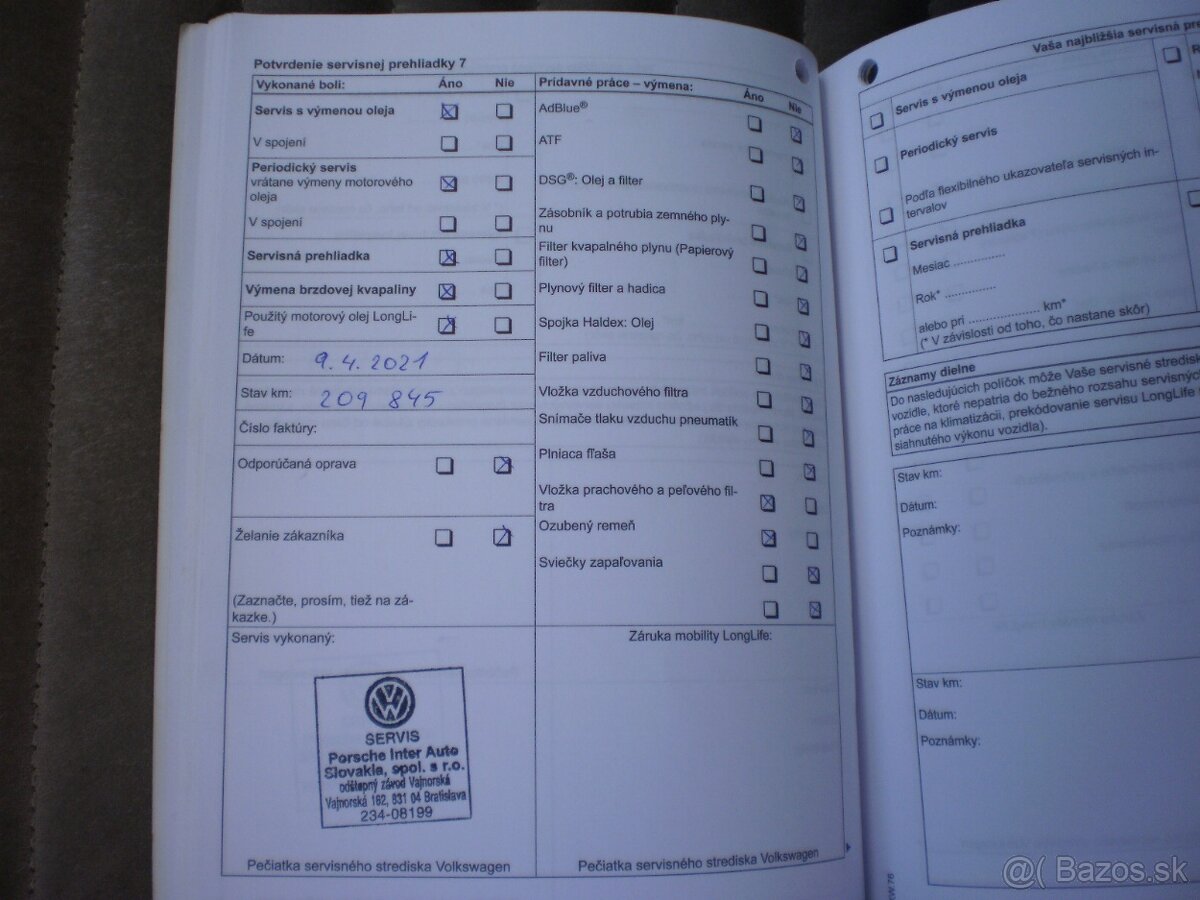 Potvrdenie servisnej prehliadky 7
Vykonané boli: Áno Nie
Servis s výmenou oleja
V spojení
Periodický servis
vrátane výmeny motorového
oleja
V spojení
Servisná prehliadka
Výmena brzdovej kvapaliny
Použitý motorový olej LongLi-
fe
Dátum: 9.4.2021
Stav km: 209 845
Číslo faktúry:
Odporúčaná oprava
Želanie zákazníka
(Zaznačte, prosím, tiež na zá-
kazke.)
Servis vykonaný:
SERVIS
Porsche Inter Auto
Slovakia, spol. s r.o.
odštepný závod Vajnorská
Vajnorská 162, 831 04 Bratislava
234-08199
Pečiatka servisného strediska Volkswagen
Prídavné práce – výmena: Áno Nie
AdBlue®
ATF
DSG®: Olej a filter
Zásobník a potrubia zemného ply-
nu
Filter kvapalného plynu (Papierový
filter)
Plynový filter a hadica
Spojka Haldex: Olej
Filter paliva
Vložka vzduchového filtra
Snímače tlaku vzduchu pneumatík
Plniaca fľaša
Vložka prachového a peľového fil-
tra
Ozubený remeň
Sviečky zapaľovania
Záruka mobility LongLife:
Pečiatka servisného strediska Volkswagen
Vaša najbližšia servisná
Servis s výmenou oleja
Periodický servis
Podľa flexibilného ukazovateľa servisných in-
tervalov
Servisná prehliadka
Mesiac ...............
Rok* ...............
alebo pri ..................... km*
(* V závislosti od toho, čo nastane skôr)
Záznamy dielne
Do nasledujúcich políčok môže Vaše servisné
vozidle, ktoré nepatria do bežného rozsahu servisných
práce na klimatizácii, prekódovanie servisu LongLife
siahnutého výkonu vozidla).
Stav km:
Dátum:
Poznámky:
Stav km:
Dátum:
Poznámky:
@( Bazos.sk